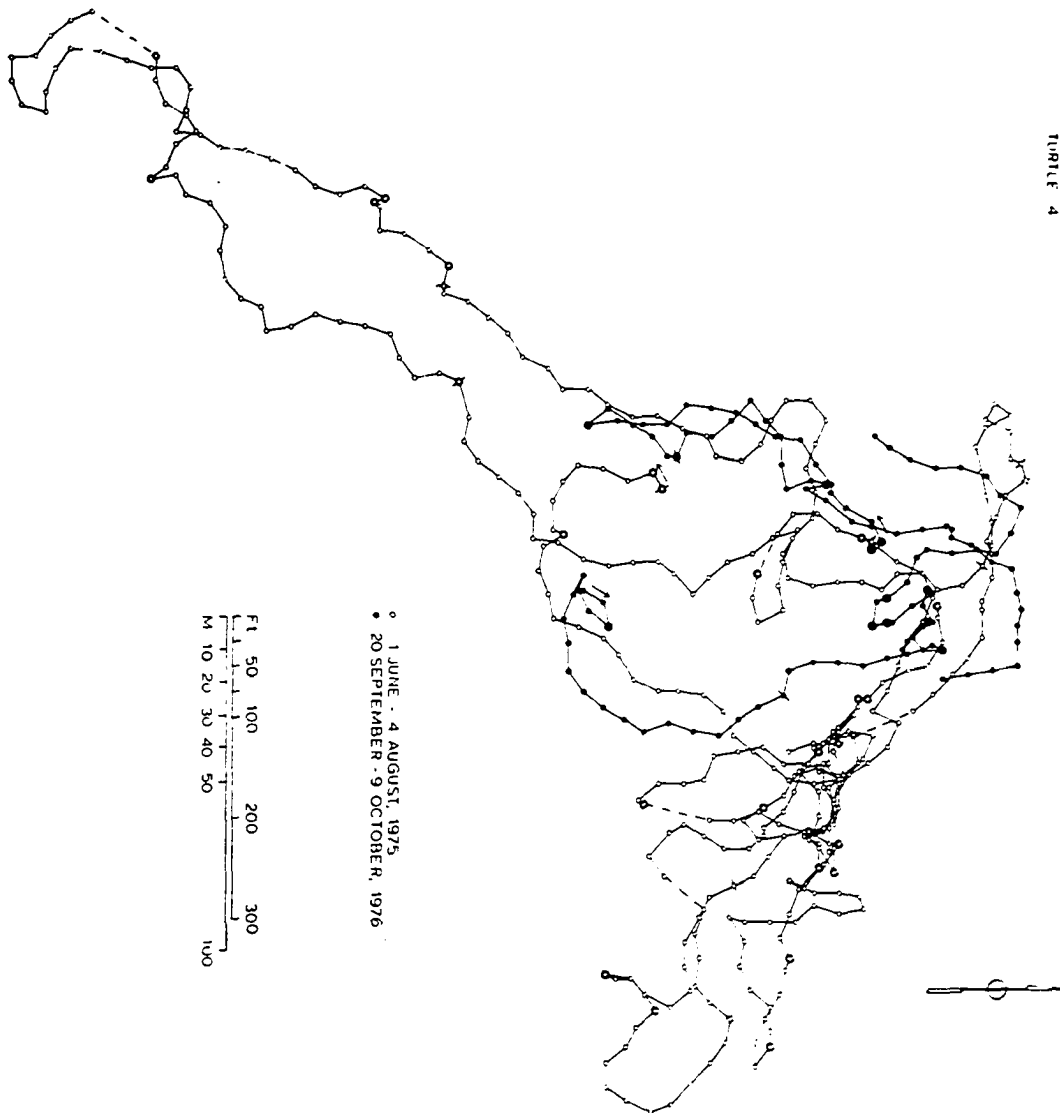 TURTLE 4
○ 1 JUNE - 4 AUGUST, 1975
● 20 SEPTEMBER - 9 OCTOBER, 1976
Ft 50 100 200 300
M 10 20 30 40 50 100